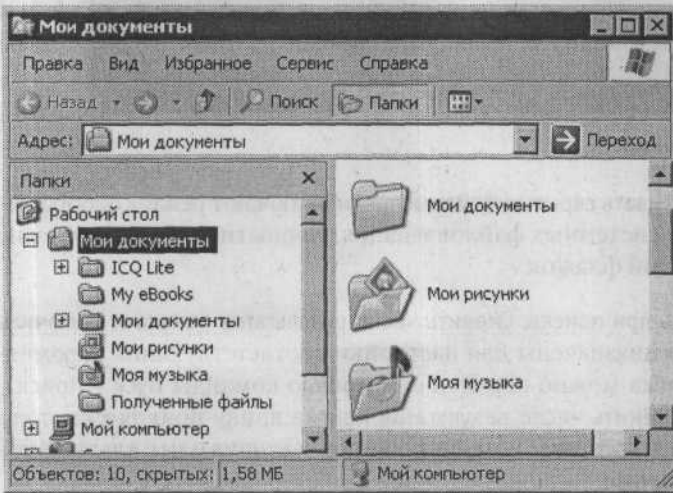 Мои документы
Правка Вид Избранное Сервис Справка
Назад Поиск Папки
Адрес: Мои документы Переход
Папки
Рабочий стол
Мои документы
ICQ Lite
My eBooks
Мои документы
Мои рисунки
Моя музыка
Полученные файлы
Мой компьютер
Мои документы
Мои рисунки
Моя музыка
Объектов: 10, скрытых: 1,58 МБ Мой компьютер